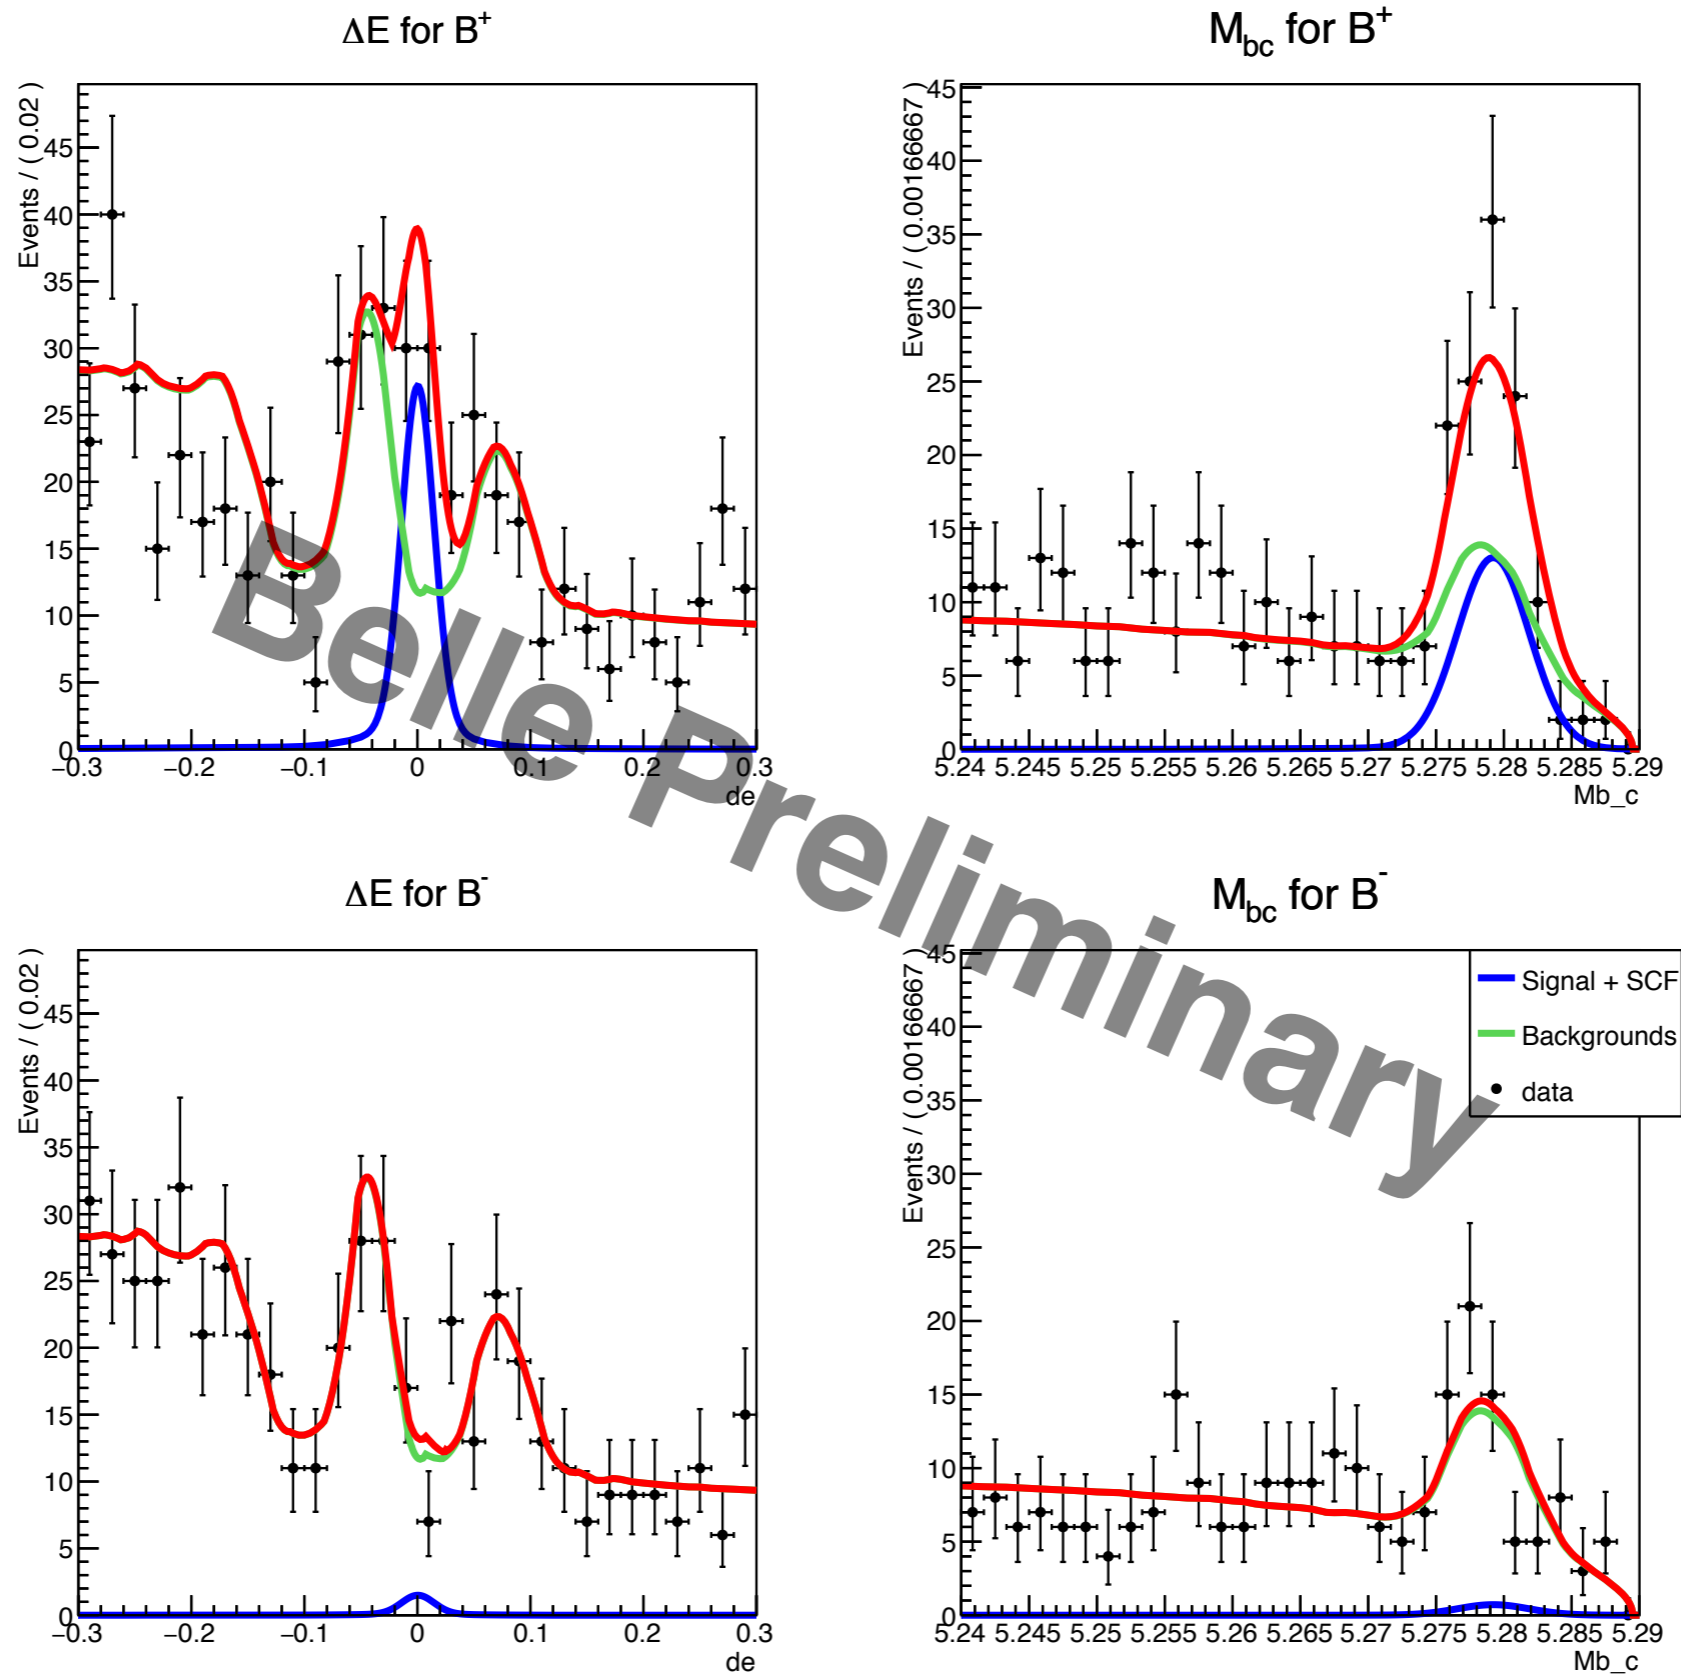 ΔE for B+
Events / ( 0.02 )
45
40
35
30
25
20
15
10
5
0
−0.3 −0.2 −0.1 0 0.1 0.2 0.3
de
Mbc for B+
Events / ( 0.00166667 )
45
40
35
30
25
20
15
10
5
0
5.24 5.245 5.25 5.255 5.26 5.265 5.27 5.275 5.28 5.285 5.29
Mb_c
Belle Preliminary
ΔE for B-
Events / ( 0.02 )
45
40
35
30
25
20
15
10
5
0
−0.3 −0.2 −0.1 0 0.1 0.2 0.3
de
Mbc for B-
Events / ( 0.00166667 )
45
40
35
30
25
20
15
10
5
0
5.24 5.245 5.25 5.255 5.26 5.265 5.27 5.275 5.28 5.285 5.29
Mb_c
Signal + SCF
Backgrounds
data